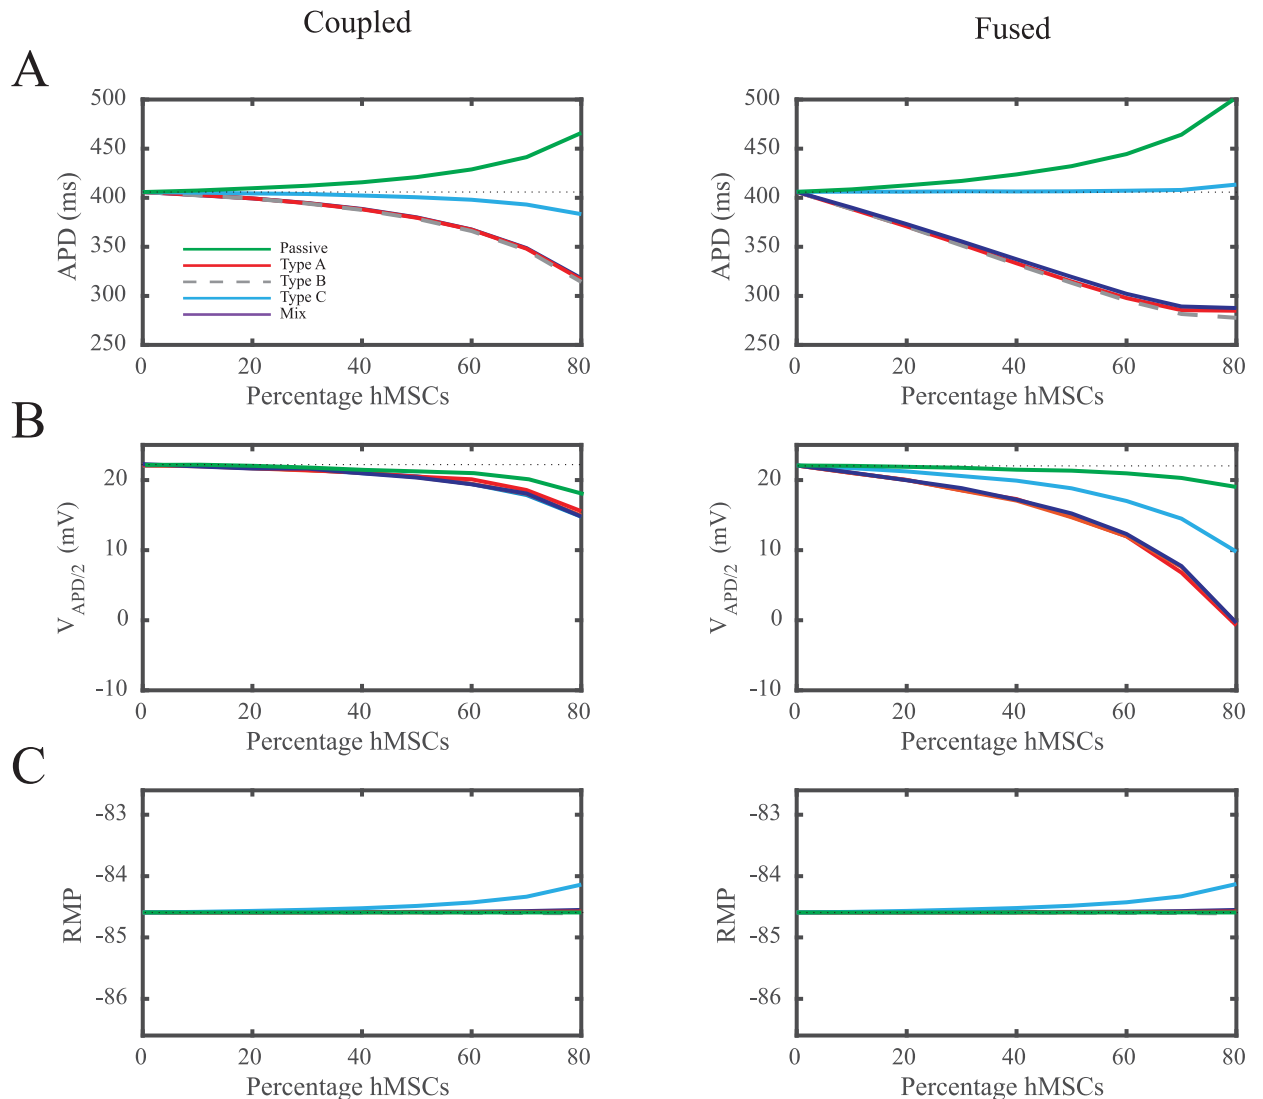 Coupled
Fused
A
500
450
400
350
300
250
APD (ms)
Passive
Type A
Type B
Type C
Mix
0
20
40
60
80
Percentage hMSCs
500
450
400
350
300
250
APD (ms)
0
20
40
60
80
Percentage hMSCs
B
20
10
0
-10
V_APD/2 (mV)
0
20
40
60
80
Percentage hMSCs
20
10
0
-10
V_APD/2 (mV)
0
20
40
60
80
Percentage hMSCs
C
-83
-84
-85
-86
RMP
0
20
40
60
80
Percentage hMSCs
-83
-84
-85
-86
RMP
0
20
40
60
80
Percentage hMSCs